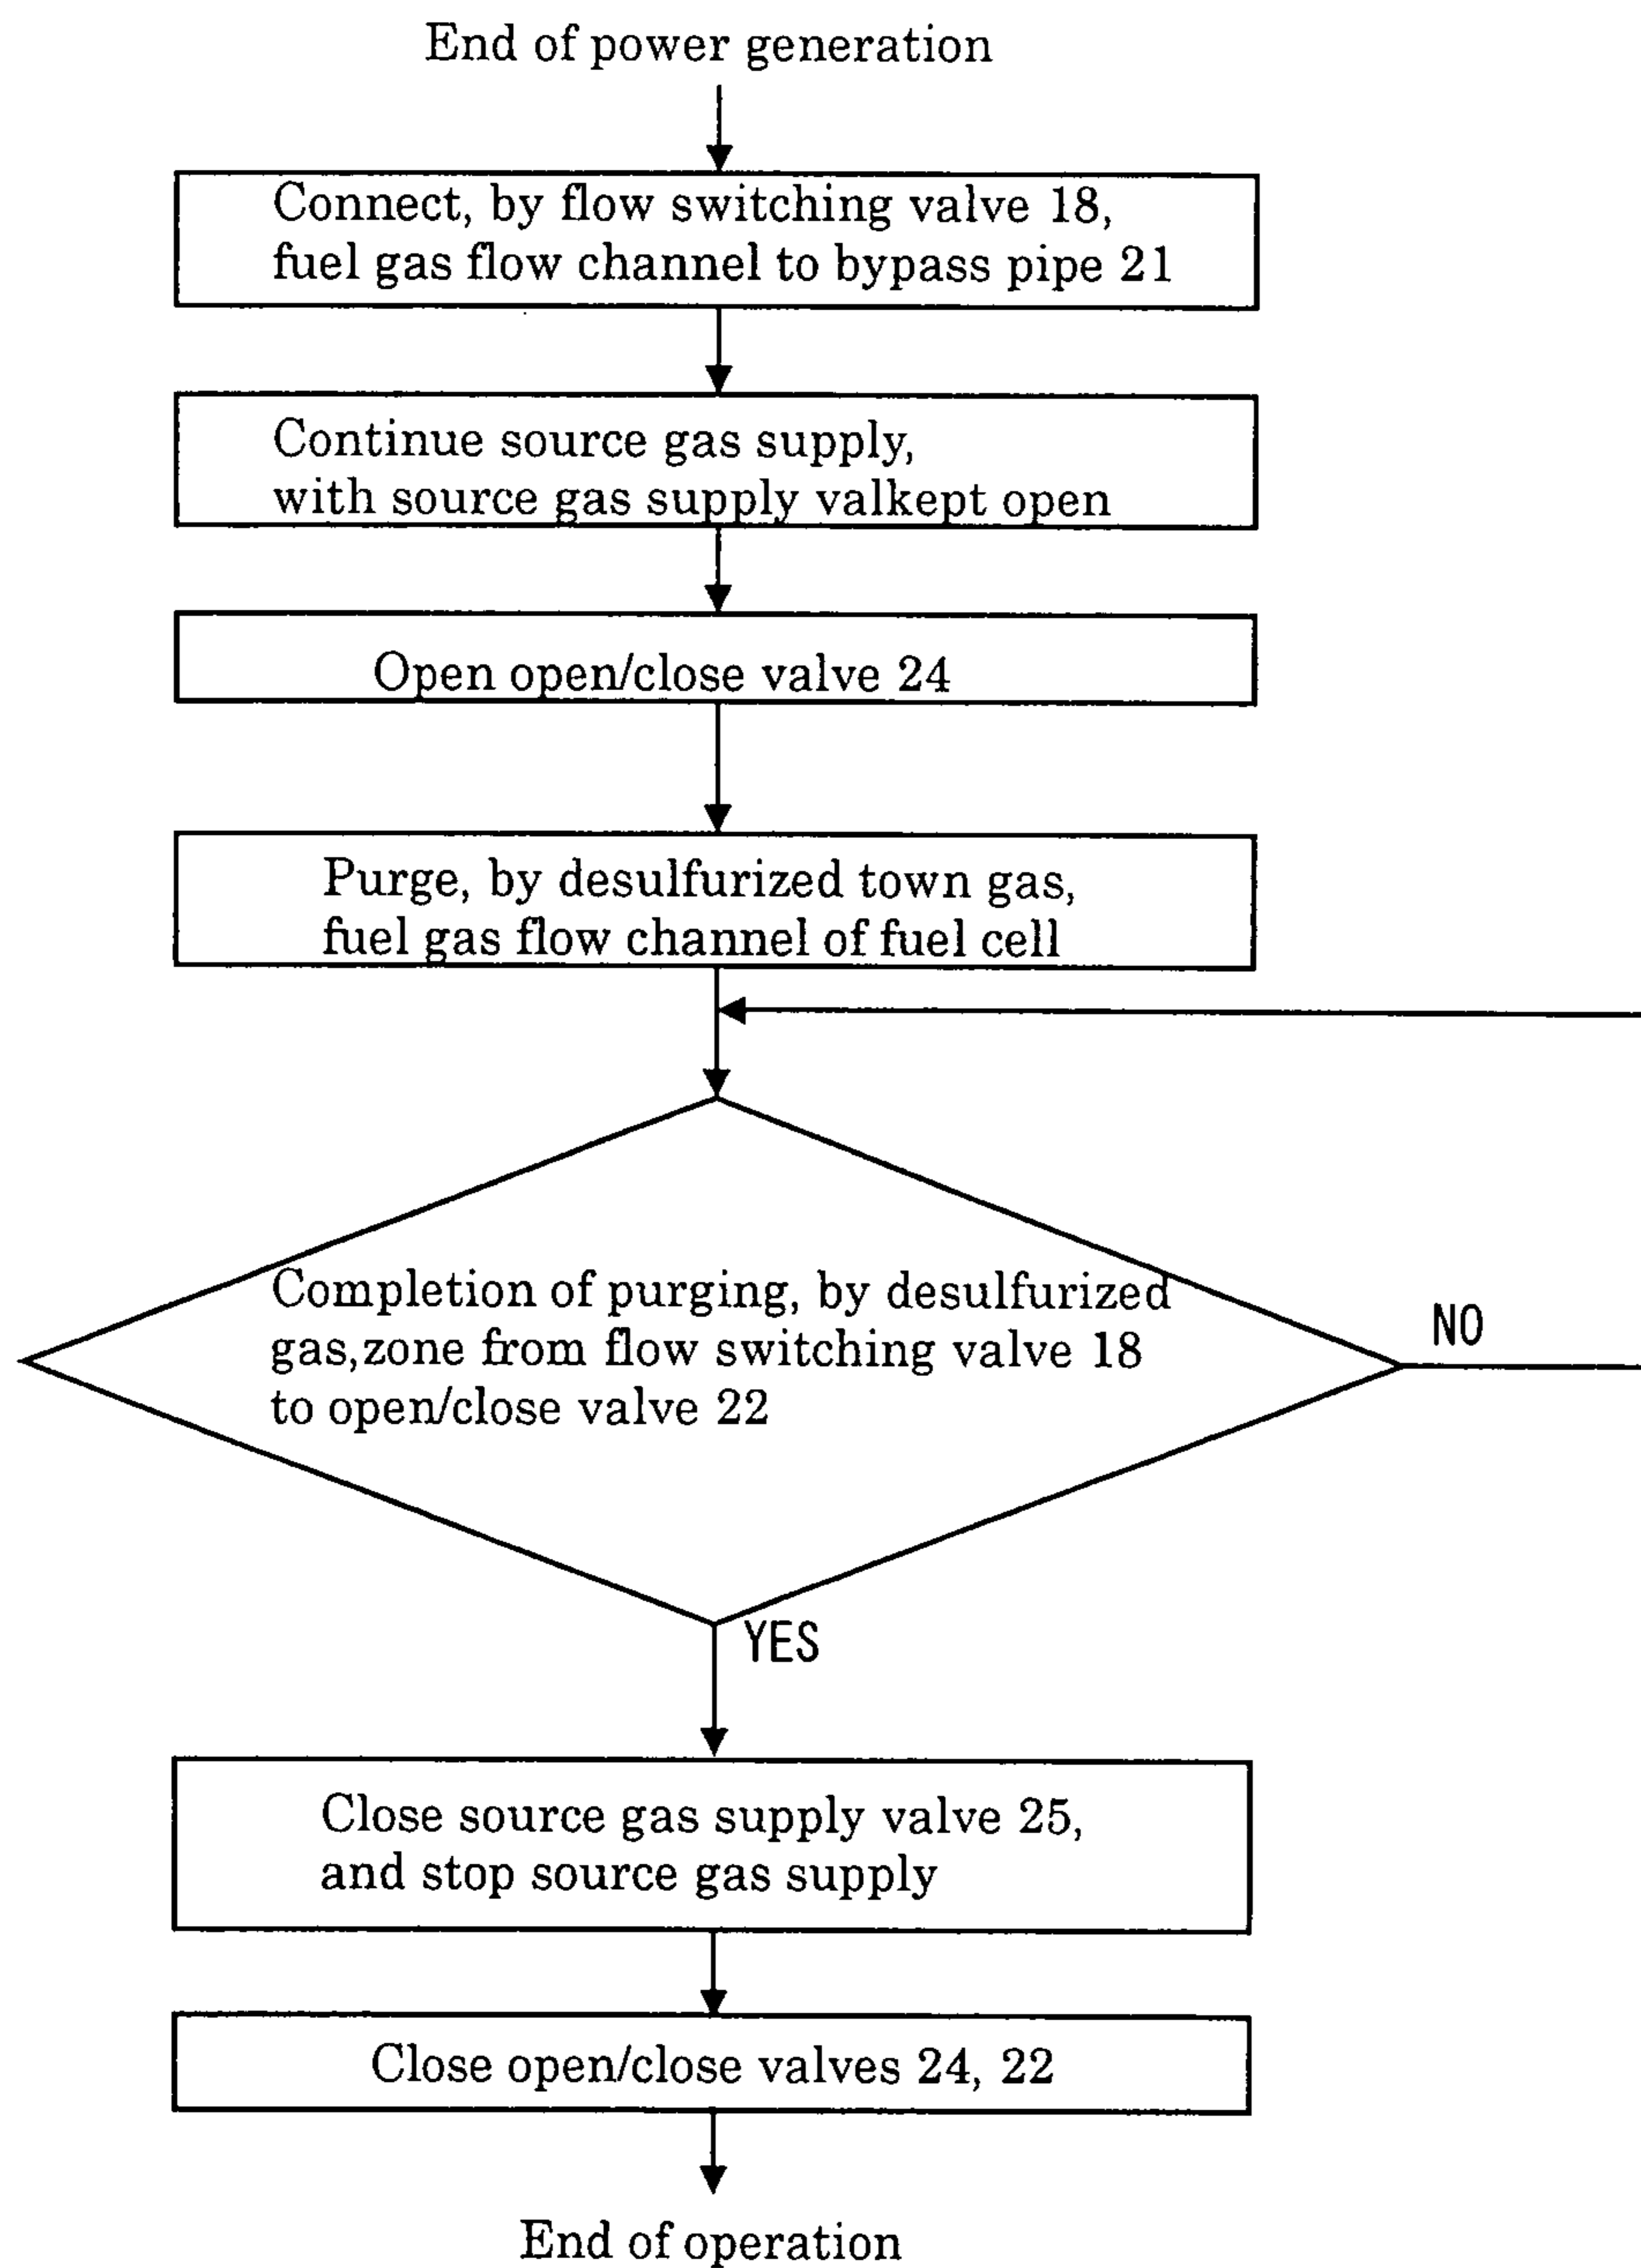 End of power generation
Connect, by flow switching valve 18,
fuel gas flow channel to bypass pipe 21
Continue source gas supply,
with source gas supply valkept open
Open open/close valve 24
Purge, by desulfurized town gas,
fuel gas flow channel of fuel cell
Completion of purging, by desulfurized
gas,zone from flow switching valve 18
to open/close valve 22
NO
YES
Close source gas supply valve 25,
and stop source gas supply
Close open/close valves 24, 22
End of operation